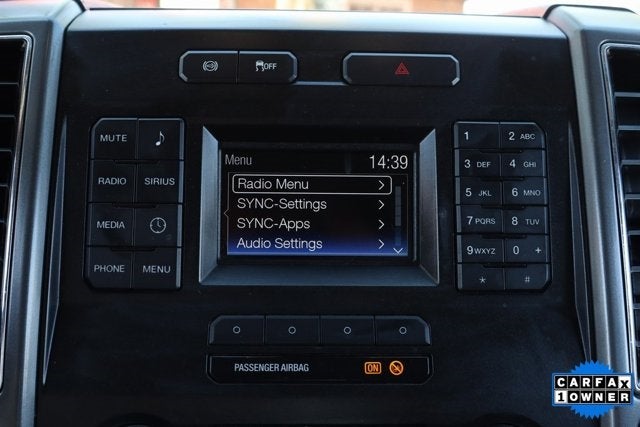 OFF
MUTE
RADIO SIRIUS
MEDIA
PHONE MENU
Menu 14:39
Radio Menu >
SYNC-Settings >
SYNC-Apps >
Audio Settings >
1 2 ABC
3 DEF 4 GHI
5 JKL 6 MNO
7 PQRS 8 TUV
9 WXYZ 0 +
* #
PASSENGER AIRBAG ON
CARFAX
1 OWNER